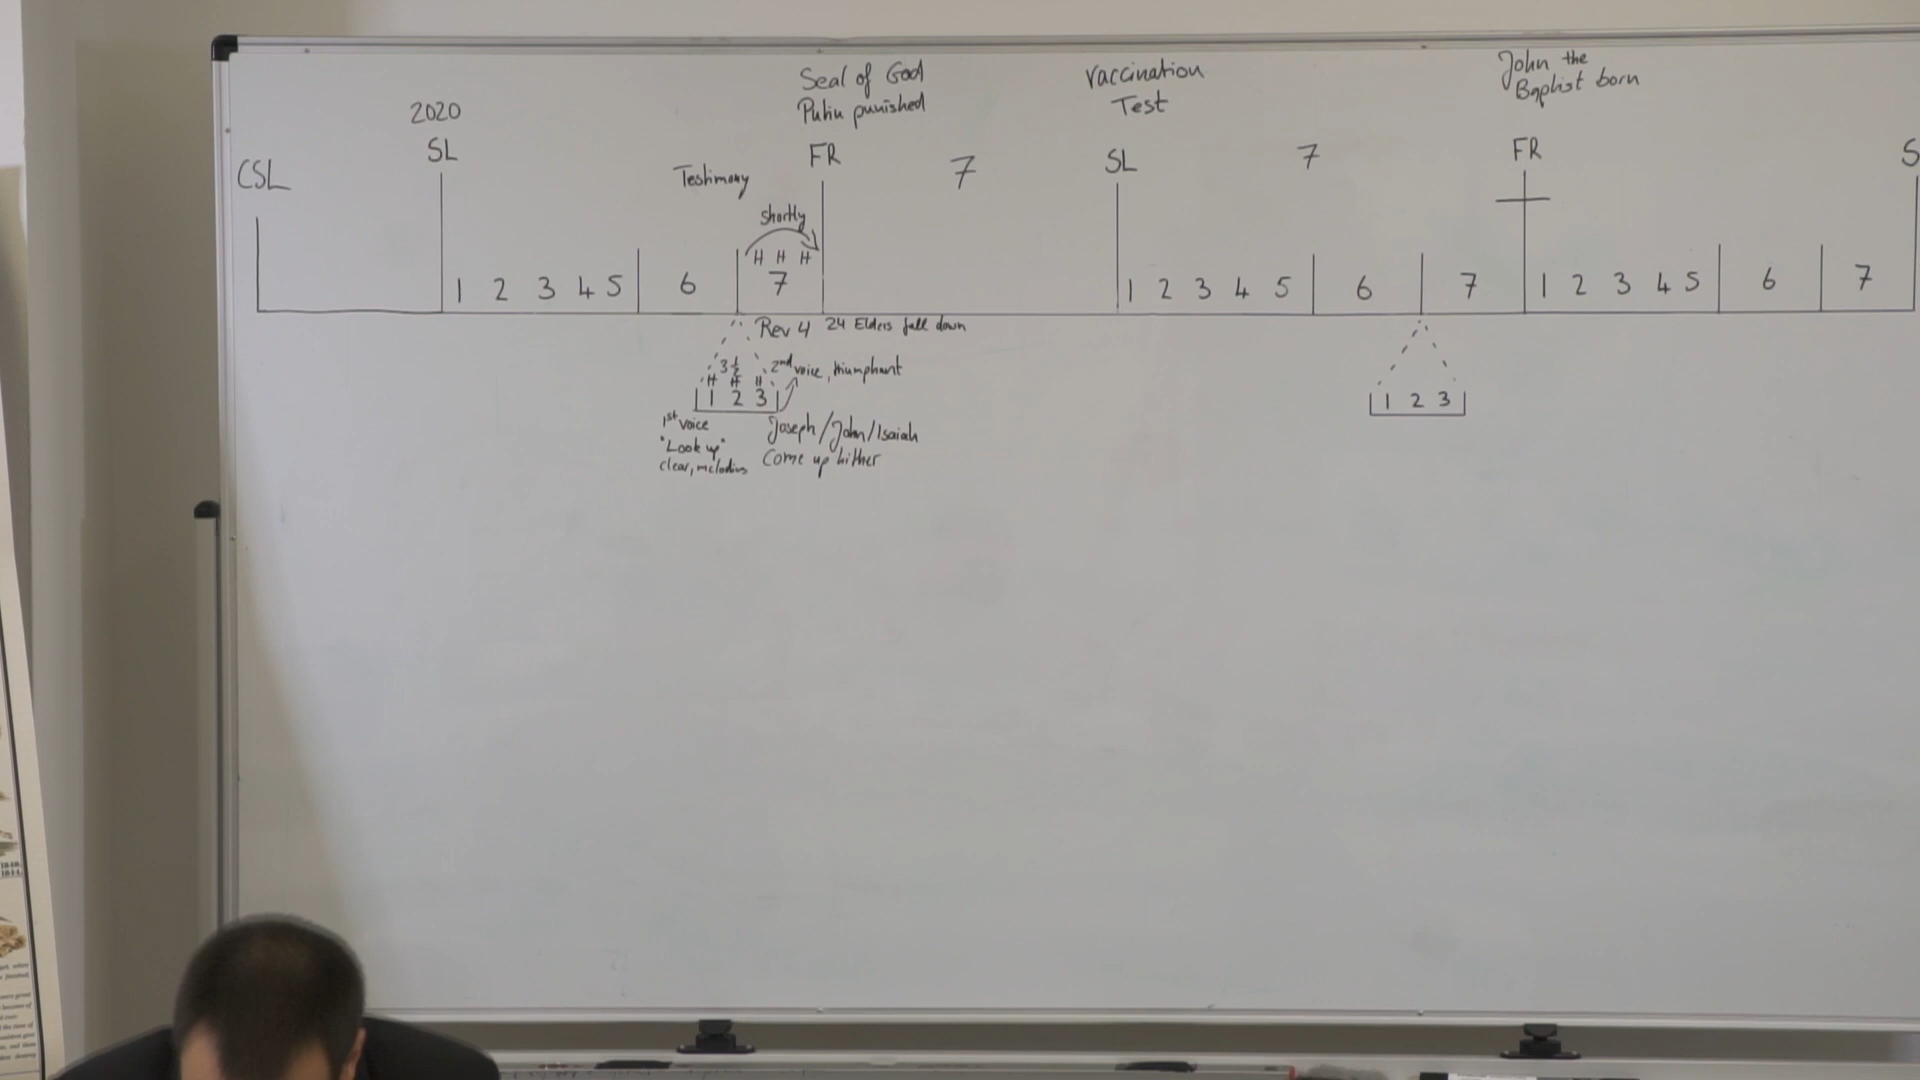 Seal of God
Putin punished
Vaccination
Test
John the
Baptist born
2020
SL
CSL
Testimony
FR
7
SL
7
FR
S
Shortly
H H H
1 2 3 4 5 6 7
1 2 3 4 5 6 7
1 2 3 4 5 6 7
Rev 4 24 Elders fall down
3 1/2
H H H
1 2 3
2nd voice, triumphant
1st voice
"Look up"
clear, melodius
Joseph/John/Isaiah
Come up hither
1 2 3